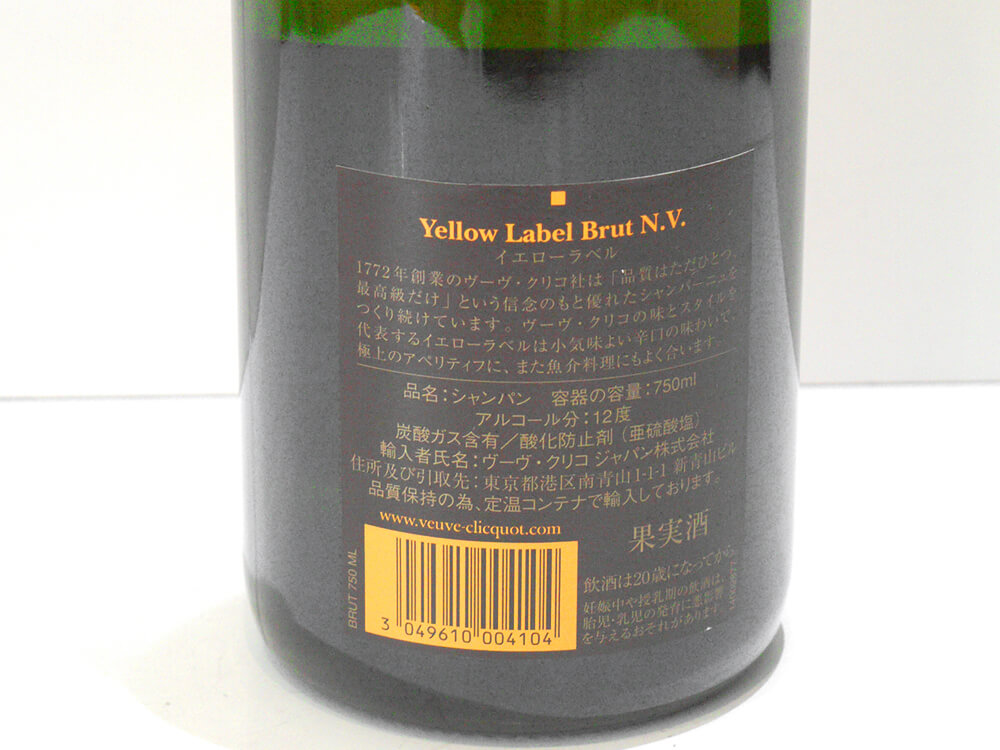 Yellow Label Brut N.V.
イエローラベル
1772年創業のヴーヴ・クリコ社は「品質はただひとつ
最高級だけ」という信念のもと優れたシャンパーニュを
つくり続けています。ヴーヴ・クリコの味とスタイルを
代表するイエローラベルは小気味よい辛口の味わいで、
極上のアペリティフに、また魚介料理にもよく合います。
品名：シャンパン　容器の容量：750ml
アルコール分：12度
炭酸ガス含有／酸化防止剤（亜硫酸塩）
輸入者氏名：ヴーヴ・クリコ ジャパン株式会社
住所及び引取先：東京都港区南青山1-1-1 新青山ビル
品質保持の為、定温コンテナで輸入しております。
www.veuve-clicquot.com
果実酒
飲酒は20歳になってから
妊娠中や授乳期の飲酒は、
胎児・乳児の発育に悪影響
を与えるおそれがあります。
BRUT 750 ML
3 049610 004104